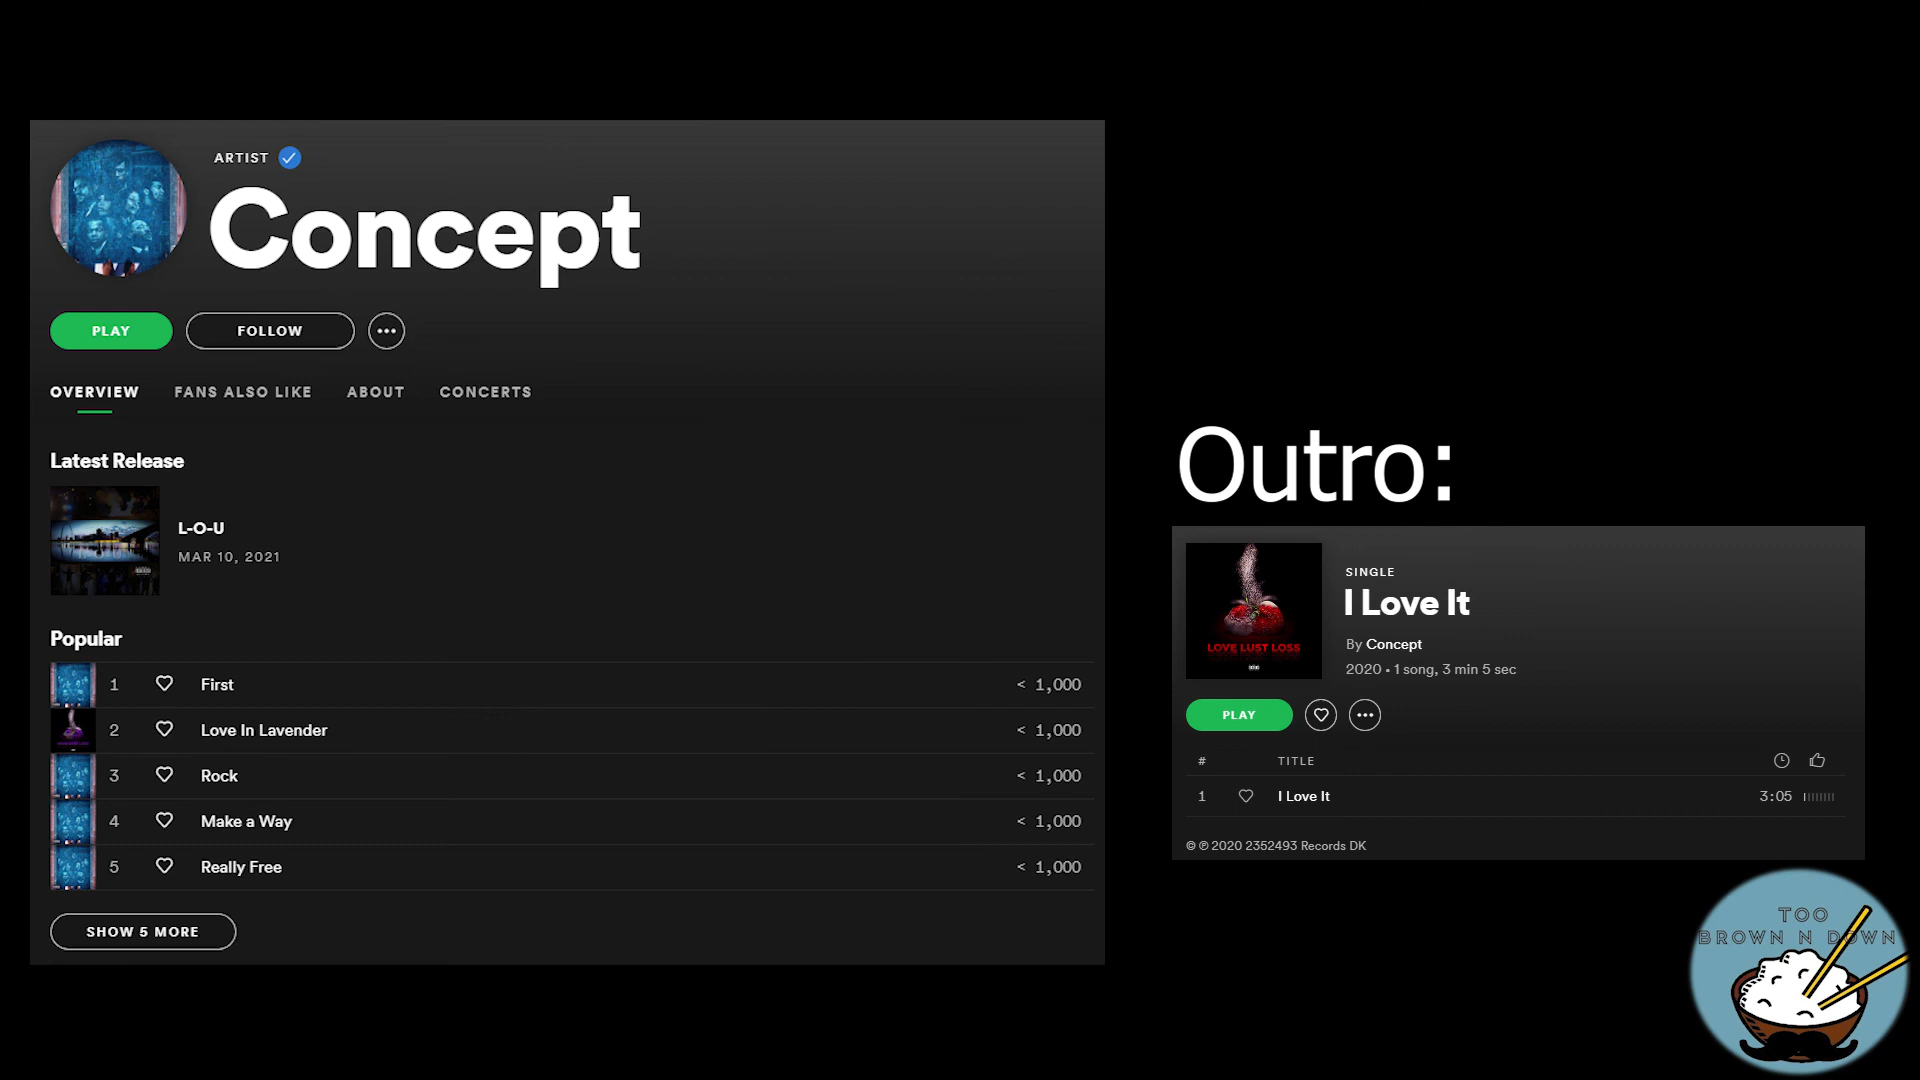 ARTIST
Concept
PLAY
FOLLOW
OVERVIEW
FANS ALSO LIKE
ABOUT
CONCERTS
Latest Release
L-O-U
MAR 10, 2021
Popular
1 First < 1,000
2 Love In Lavender < 1,000
3 Rock < 1,000
4 Make a Way < 1,000
5 Really Free < 1,000
SHOW 5 MORE
Outro:
LOVE LUST LOSS
SINGLE
I Love It
By Concept
2020 • 1 song, 3 min 5 sec
PLAY
# TITLE
1 I Love It 3:05
© ℗ 2020 2352493 Records DK
TOO
BROWN N DOWN